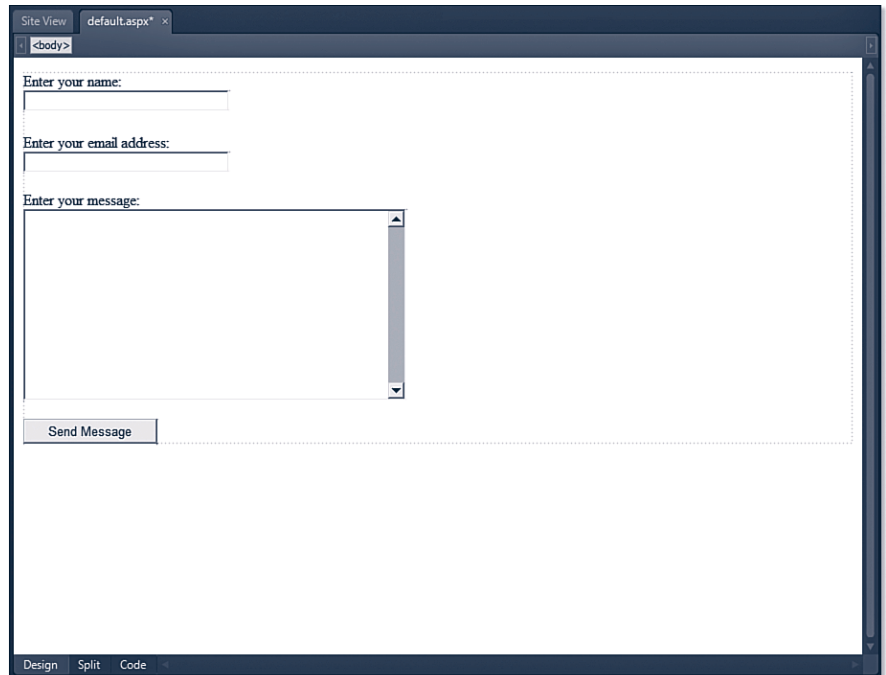 Site View default.aspx* ×
<body>
Enter your name:
Enter your email address:
Enter your message:
Send Message
Design Split Code